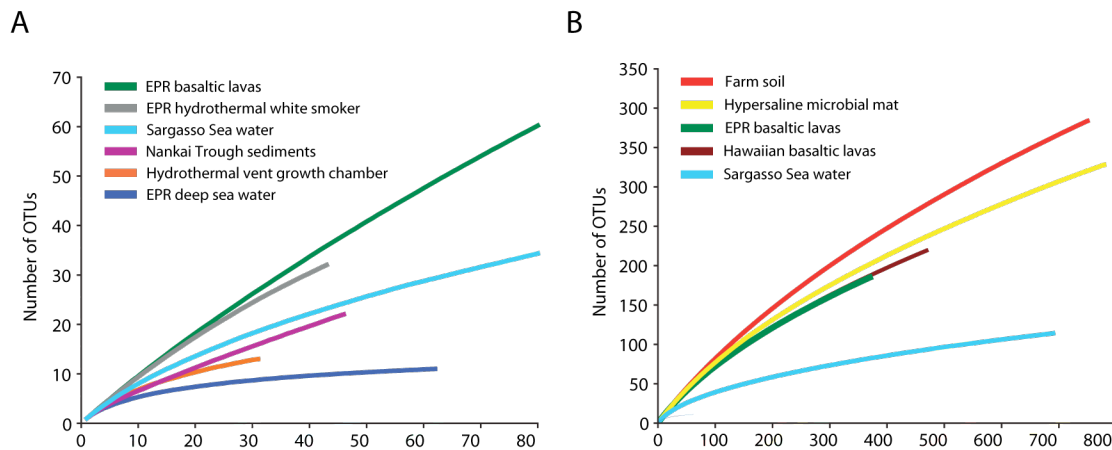 A
B
70
60
50
40
30
20
10
0
Number of OTUs
EPR basaltic lavas
EPR hydrothermal white smoker
Sargasso Sea water
Nankai Trough sediments
Hydrothermal vent growth chamber
EPR deep sea water
0 10 20 30 40 50 60 70 80
350
300
350
300
250
200
150
100
50
0
Number of OTUs
Farm soil
Hypersaline microbial mat
EPR basaltic lavas
Hawaiian basaltic lavas
Sargasso Sea water
0 100 200 300 400 500 600 700 800